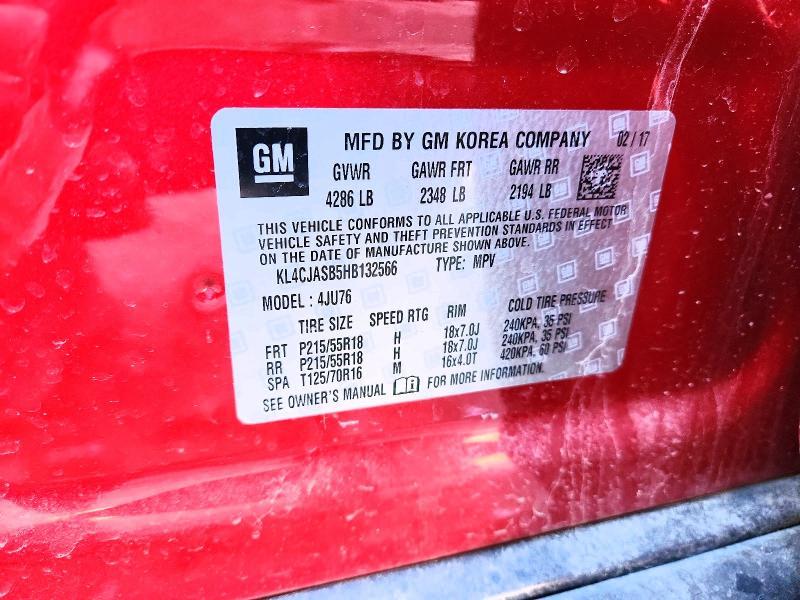 GM MFD BY GM KOREA COMPANY 02/17
GVWR GAWR FRT GAWR RR
4286 LB 2348 LB 2194 LB
THIS VEHICLE CONFORMS TO ALL APPLICABLE U.S. FEDERAL MOTOR
VEHICLE SAFETY AND THEFT PREVENTION STANDARDS IN EFFECT
ON THE DATE OF MANUFACTURE SHOWN ABOVE.
KL4CJASB5HB132566 TYPE: MPV
MODEL: 4JU76
TIRE SIZE SPEED RTG RIM COLD TIRE PRESSURE
FRT P215/55R18 H 18x7.0J 240KPA, 35 PSI
RR P215/55R18 H 18x7.0J 240KPA, 35 PSI
SPA T125/70R16 M 16x4.0T 420KPA, 60 PSI
SEE OWNER'S MANUAL FOR MORE INFORMATION.